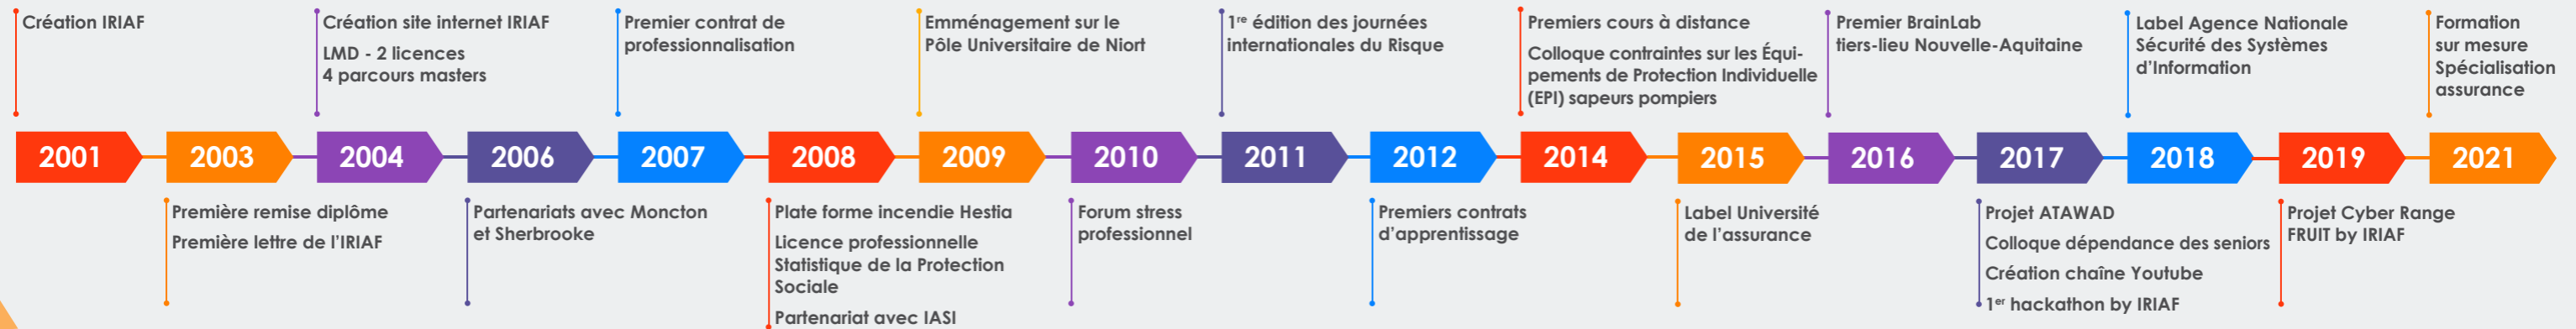 Création IRIAF
Création site internet IRIAF
LMD - 2 licences
4 parcours masters
Premier contrat de
professionnalisation
Emménagement sur le
Pôle Universitaire de Niort
1re édition des journées
internationales du Risque
Premiers cours à distance
Colloque contraintes sur les Équi-
pements de Protection Individuelle
(EPI) sapeurs pompiers
Premier BrainLab
tiers-lieu Nouvelle-Aquitaine
Label Agence Nationale
Sécurité des Systèmes
d’Information
Formation
sur mesure
Spécialisation
assurance
2001
2003
2004
2006
2007
2008
2009
2010
2011
2012
2014
2015
2016
2017
2018
2019
2021
Première remise diplôme
Première lettre de l’IRIAF
Partenariats avec Moncton
et Sherbrooke
Plate forme incendie Hestia
Licence professionnelle
Statistique de la Protection
Sociale
Partenariat avec IASI
Forum stress
professionnel
Premiers contrats
d’apprentissage
Label Université
de l’assurance
Projet ATAWAD
Colloque dépendance des seniors
Création chaîne Youtube
1er hackathon by IRIAF
Projet Cyber Range
FRUIT by IRIAF